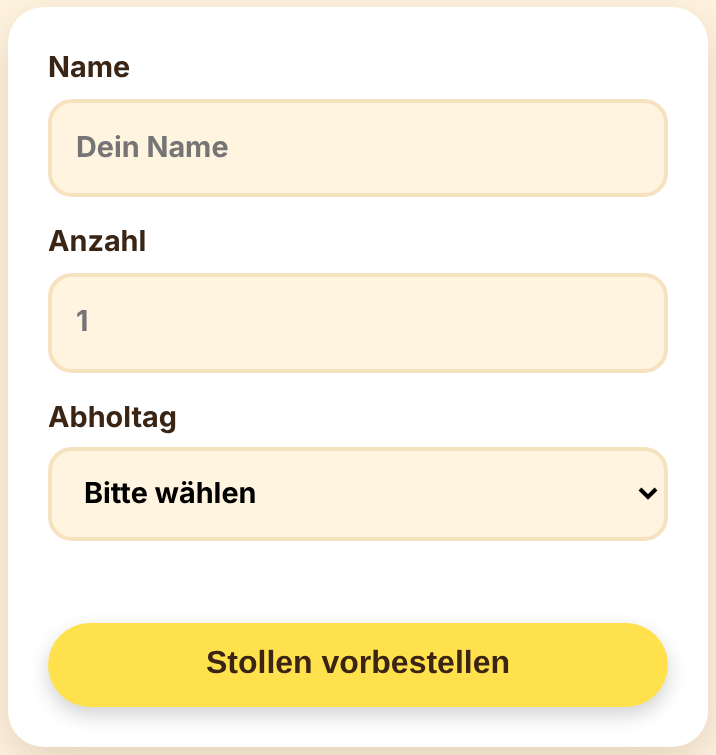 Name
Dein Name
Anzahl
1
Abholtag
Bitte wählen
Stollen vorbestellen